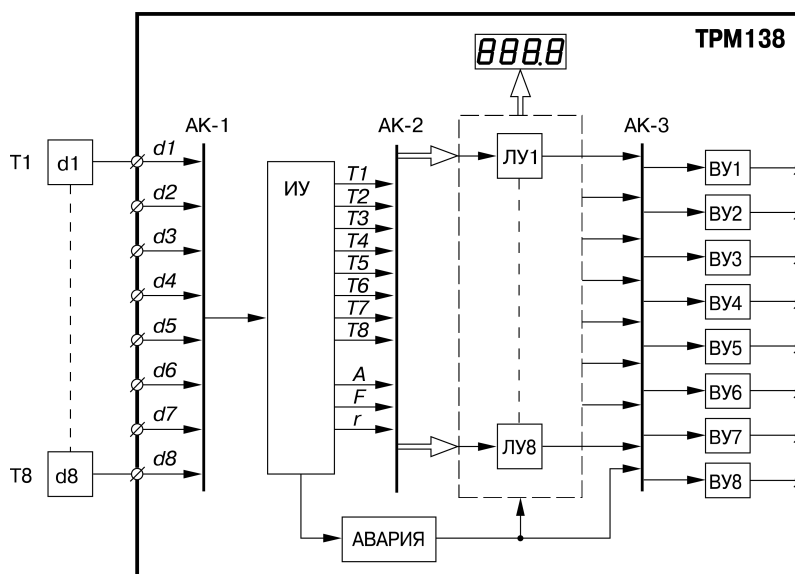 888.8
ТРМ138
АК-1
АК-2
АК-3
Т1
d1
d1
d2
d3
d4
d5
d6
d7
d8
Т8
d8
ИУ
T1
T2
T3
T4
T5
T6
T7
T8
A
F
r
ЛУ1
ЛУ8
ВУ1
ВУ2
ВУ3
ВУ4
ВУ5
ВУ6
ВУ7
ВУ8
АВАРИЯ